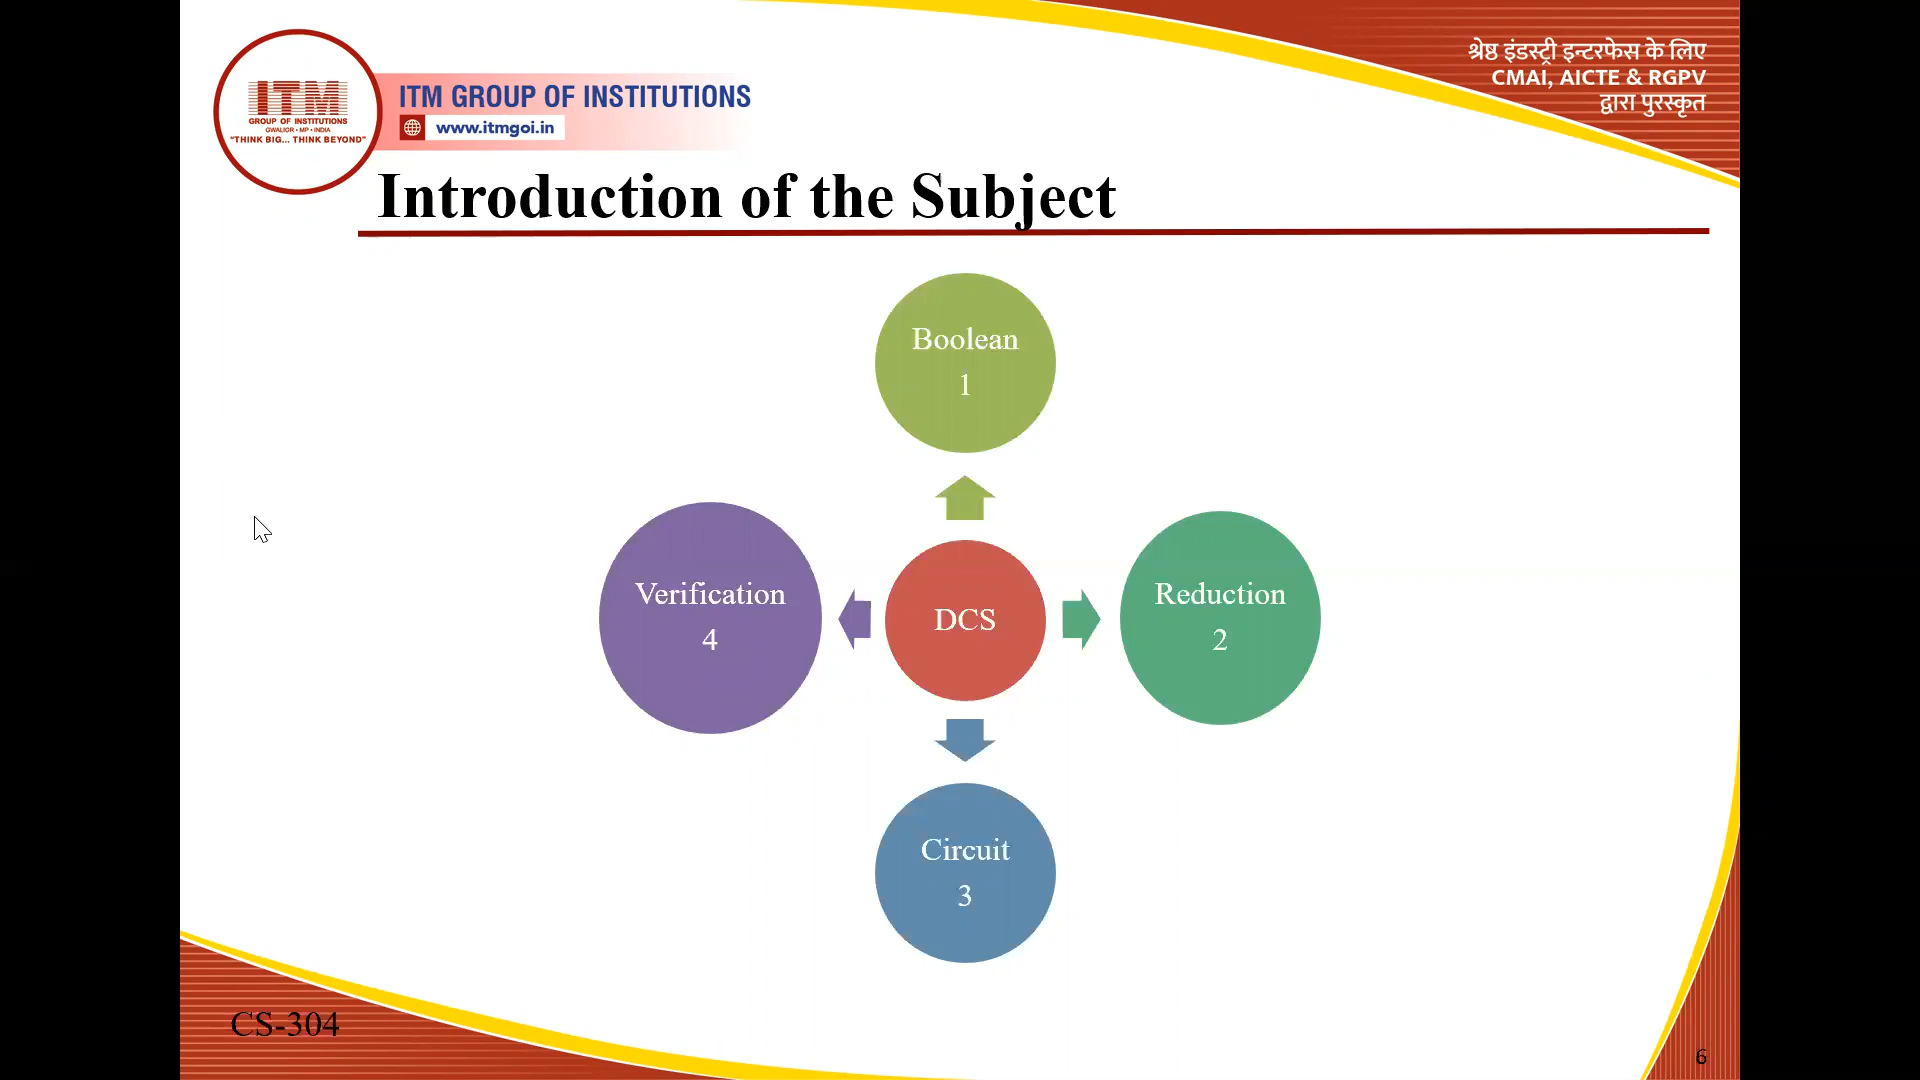 ITM
GROUP OF INSTITUTIONS
GWALIOR • MP • INDIA
"THINK BIG... THINK BEYOND"
ITM GROUP OF INSTITUTIONS
www.itmgoi.in
श्रेष्ठ इंडस्ट्री इन्टरफेस के लिए
CMAI, AICTE & RGPV
द्वारा पुरस्कृत
Introduction of the Subject
Boolean
1
Verification
4
DCS
Reduction
2
Circuit
3
CS-304
6